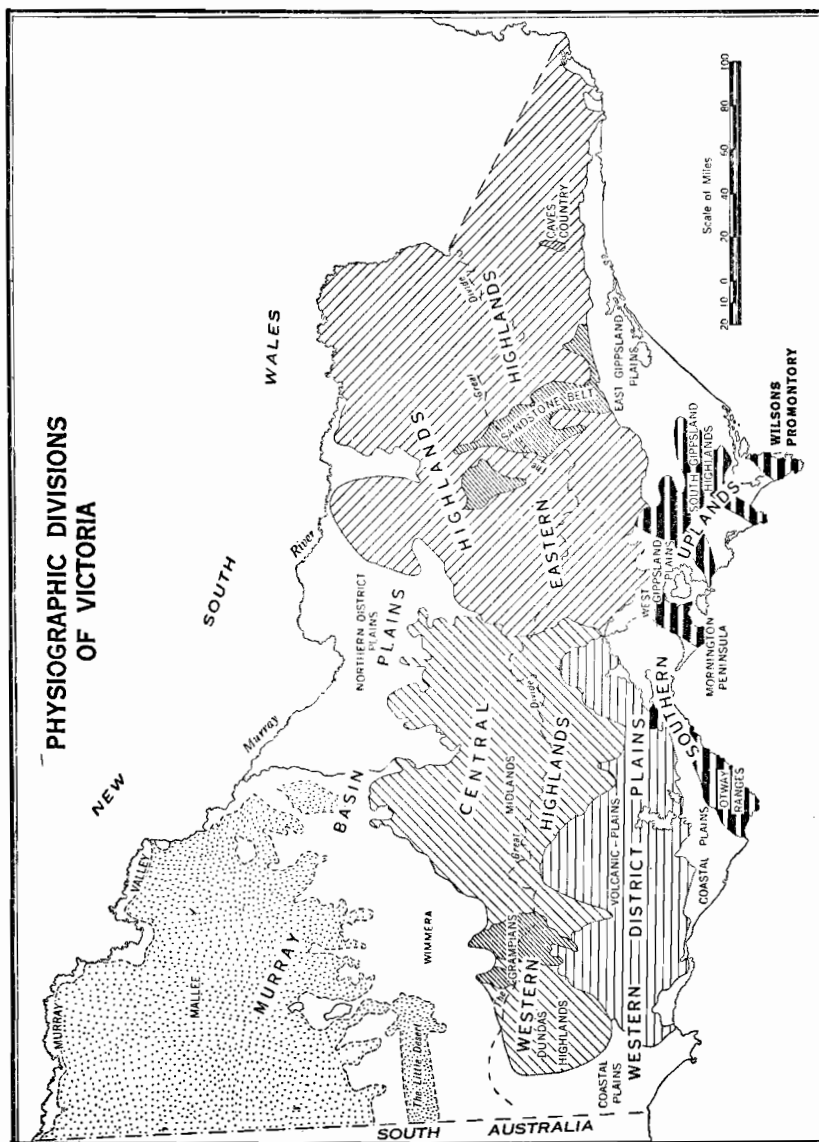 PHYSIOGRAPHIC DIVISIONS
OF VICTORIA
NEW
SOUTH
WALES
MURRAY
VALLEY
Murray
River
MALLEE
MURRAY
BASIN
PLAINS
NORTHERN DISTRICT
PLAINS
The Little Desert
WIMMERA
HIGHLANDS
Great
Divide
HIGHLANDS
The
EASTERN
SANDSTONE BELT
CAVES
COUNTRY
CENTRAL
MIDLANDS
HIGHLANDS
Great
Divide
The
GRAMPIANS
WESTERN
DUNDAS
HIGHLANDS
EAST GIPPSLAND
PLAINS
WEST
GIPPSLAND
PLAINS
SOUTH GIPPSLAND
HIGHLANDS
UPLANDS
WILSONS
PROMONTORY
MORNINGTON
PENINSULA
SOUTHERN
VOLCANIC-PLAINS
WESTERN DISTRICT PLAINS
COASTAL
PLAINS
COASTAL PLAINS
OTWAY
RANGES
SOUTH AUSTRALIA
Scale of Miles
20 10 0 20 40 60 80 100